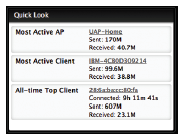 Quick Look
Most Active AP
UAP-Home
Sent: 170M
Received: 40.7M
Most Active Client
IBM-4C80D309214
Sent: 99.6M
Received: 38.8M
All-time Top Client
Connected: 9h 11m 41s
Sent: 607M
Received: 23.1M